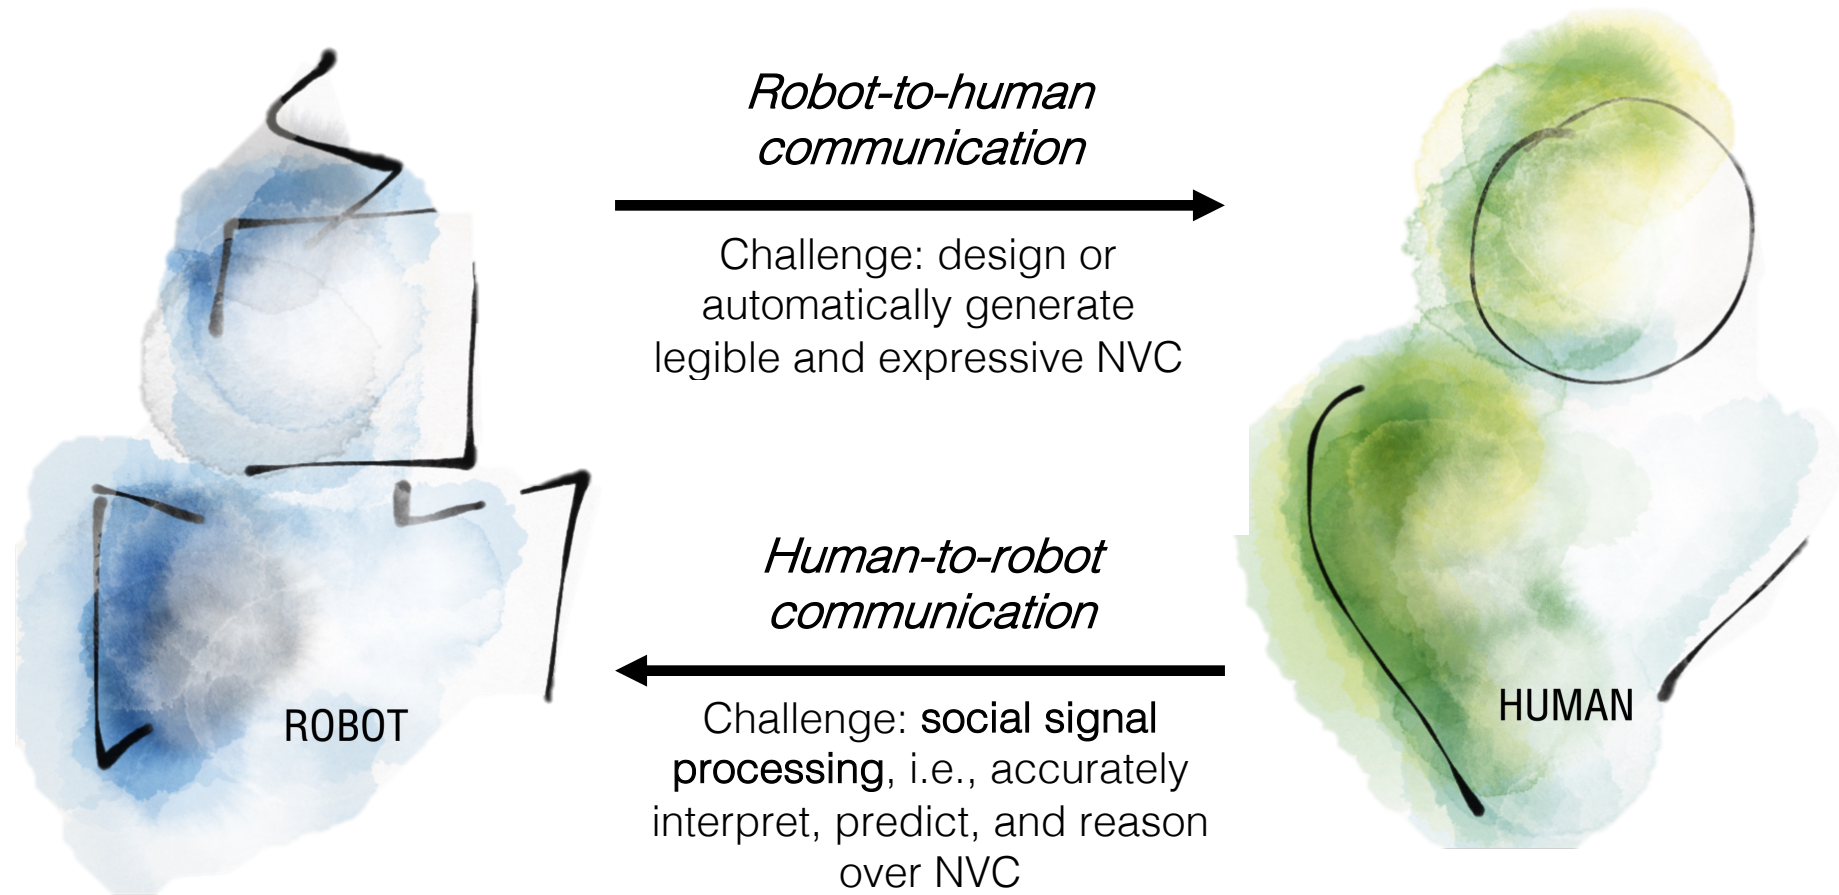 Robot-to-human
communication
Challenge: design or
automatically generate
legible and expressive NVC
Human-to-robot
communication
Challenge: social signal
processing, i.e., accurately
interpret, predict, and reason
over NVC
ROBOT
HUMAN